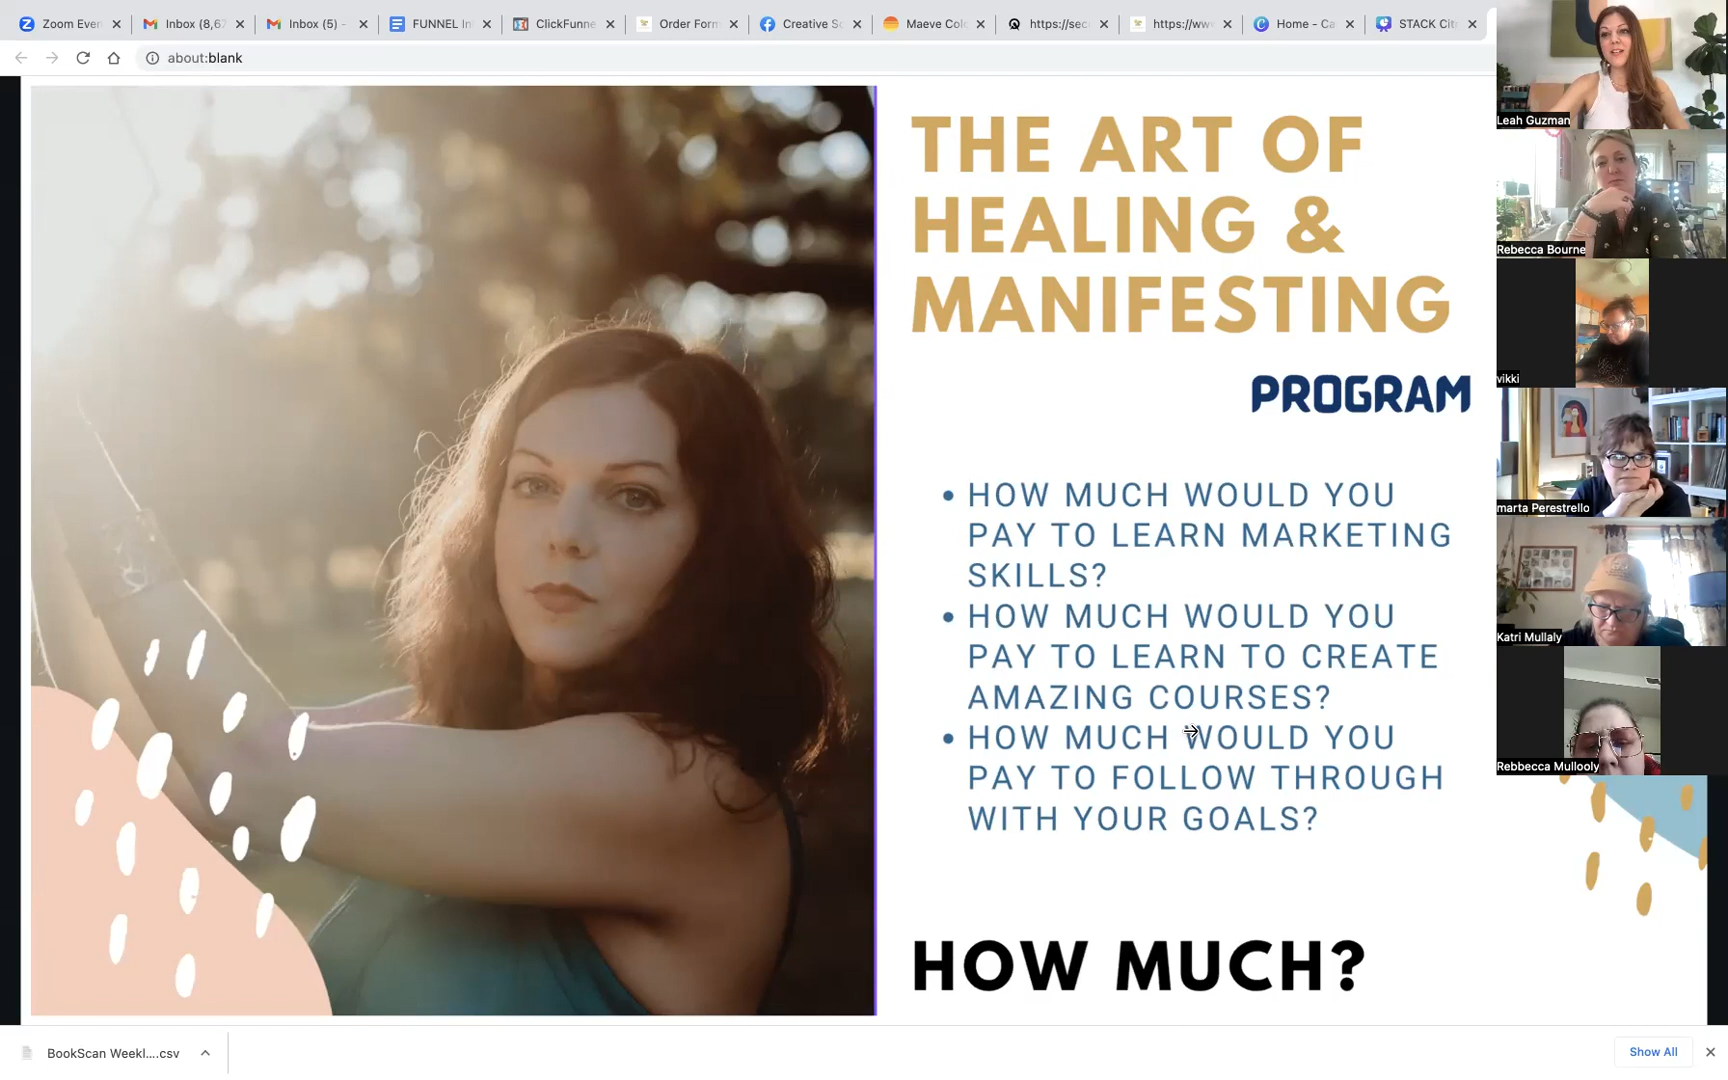 Zoom Even
Inbox (8,67
Inbox (5) -
FUNNEL In
ClickFunne
Order Form
Creative So
Maeve Colo
https://sec
https://ww
Home - Ca
STACK Cit
about:blank
THE ART OF
HEALING &
MANIFESTING
PROGRAM
• HOW MUCH WOULD YOU
PAY TO LEARN MARKETING
SKILLS?
• HOW MUCH WOULD YOU
PAY TO LEARN TO CREATE
AMAZING COURSES?
• HOW MUCH WOULD YOU
PAY TO FOLLOW THROUGH
WITH YOUR GOALS?
HOW MUCH?
Leah Guzman
Rebecca Bourne
vikki
marta Perestrello
Katri Mullaly
Rebbecca Mullooly
BookScan Weekl....csv
Show All